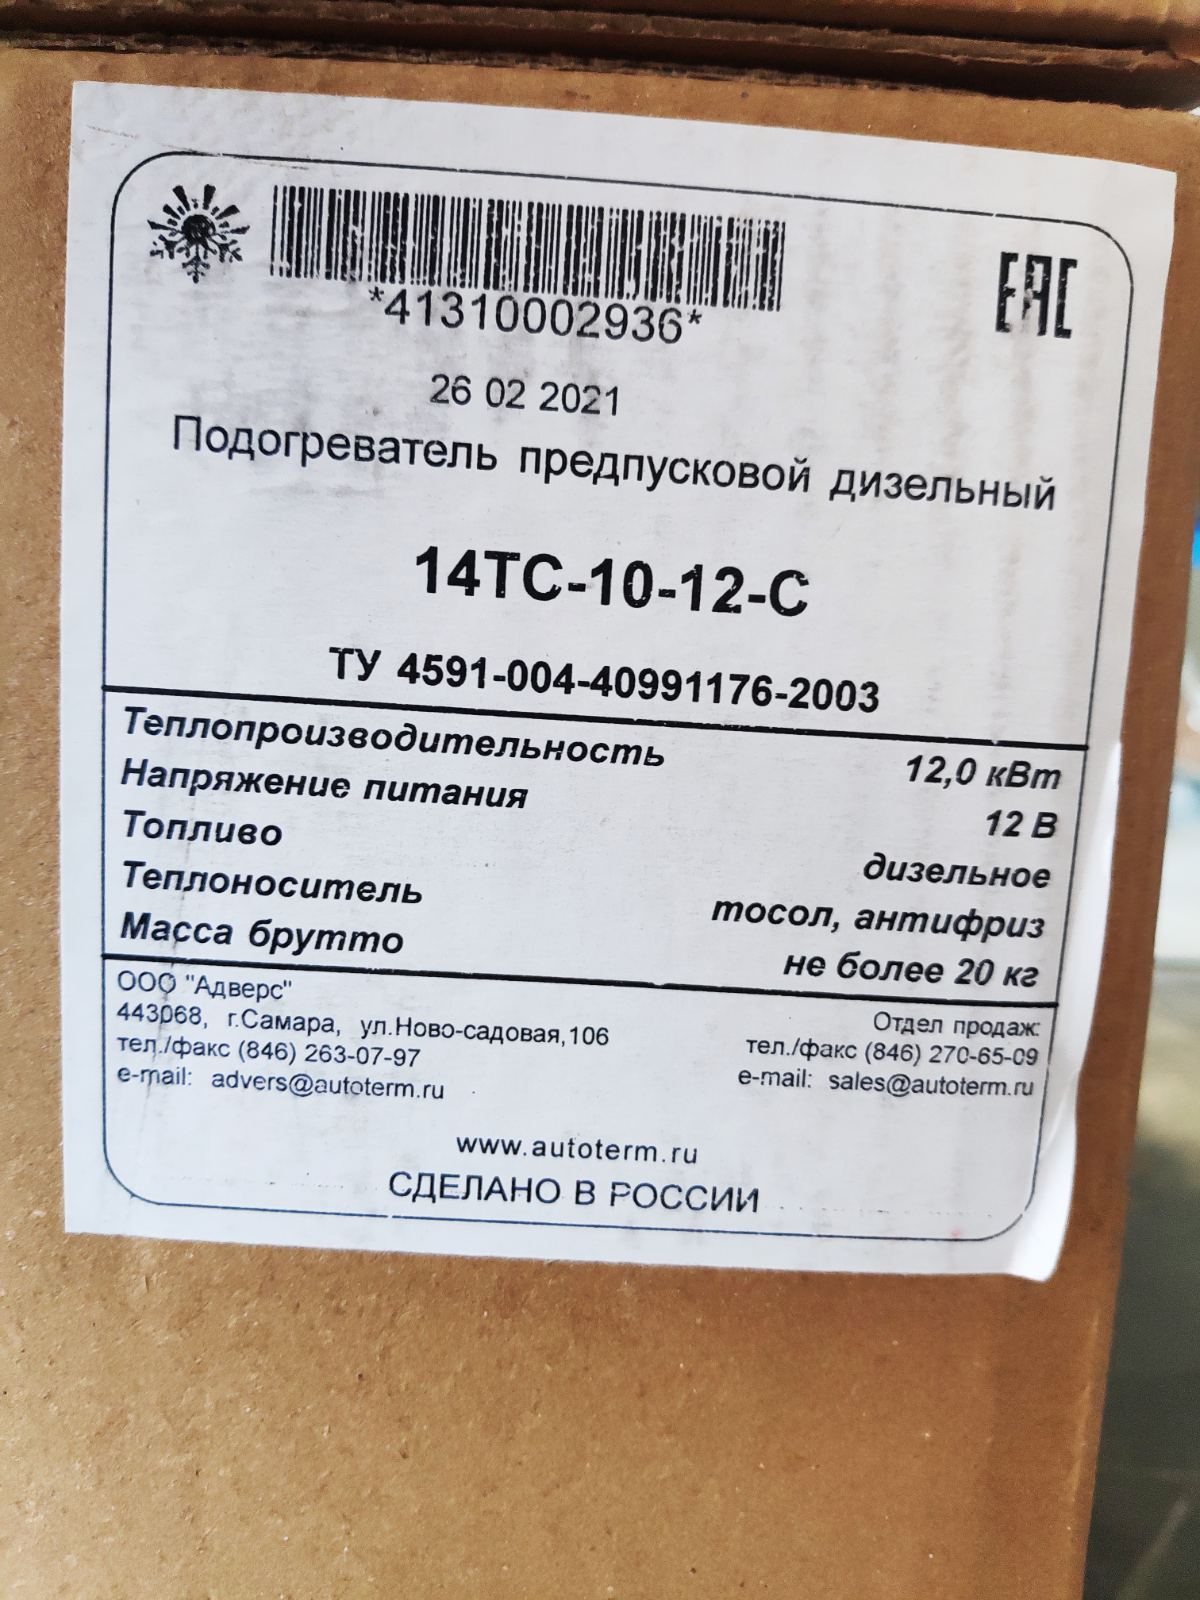 *41310002936*
EAC
26 02 2021
Подогреватель предпусковой дизельный
14ТС-10-12-С
ТУ 4591-004-40991176-2003
Теплопроизводительность 12,0 кВт
Напряжение питания 12 В
Топливо дизельное
Теплоноситель тосол, антифриз
Масса брутто не более 20 кг
ООО "Адверс"
443068, г.Самара, ул.Ново-садовая,106
тел./факс (846) 263-07-97
e-mail: advers@autoterm.ru
Отдел продаж:
тел./факс (846) 270-65-09
e-mail: sales@autoterm.ru
www.autoterm.ru
СДЕЛАНО В РОССИИ